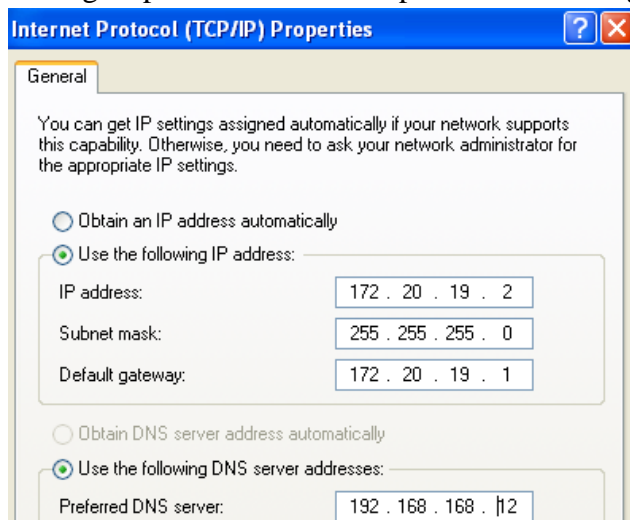 Internet Protocol (TCP/IP) Properties
General
You can get IP settings assigned automatically if your network supports
this capability. Otherwise, you need to ask your network administrator for
the appropriate IP settings.
Obtain an IP address automatically
Use the following IP address:
IP address: 172 . 20 . 19 . 2
Subnet mask: 255 . 255 . 255 . 0
Default gateway: 172 . 20 . 19 . 1
Obtain DNS server address automatically
Use the following DNS server addresses:
Preferred DNS server: 192 . 168 . 168 . 12